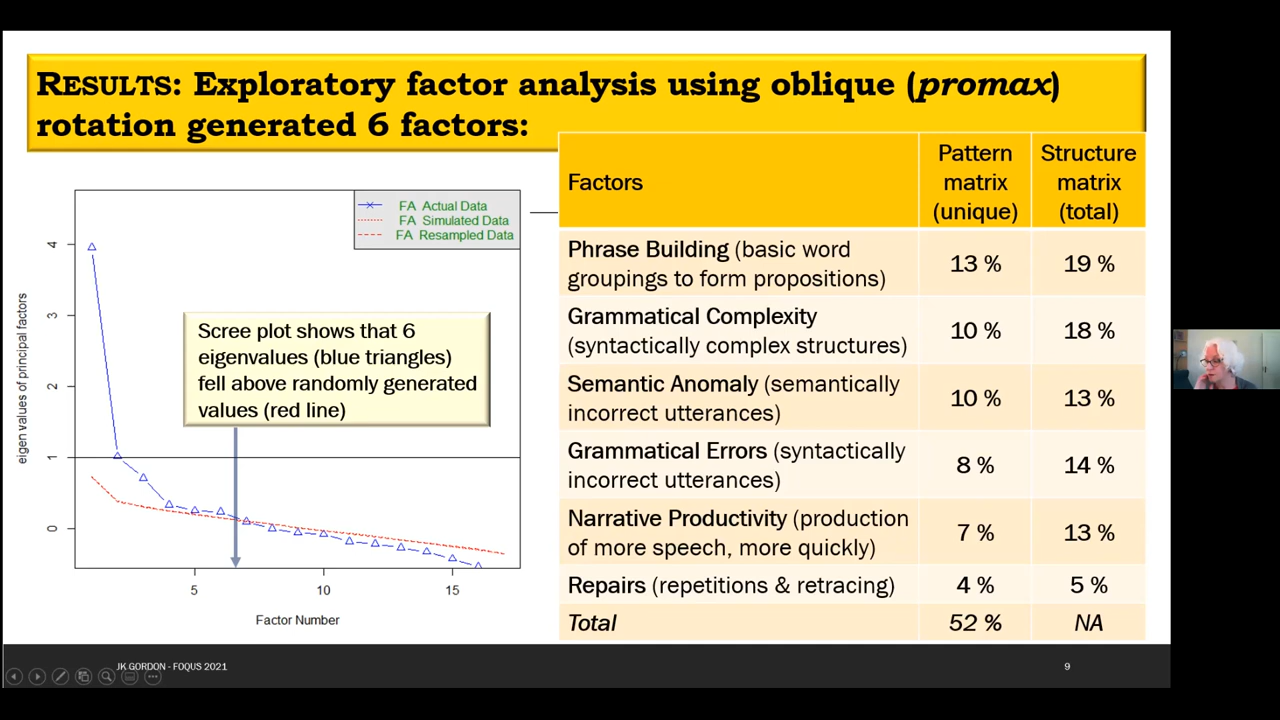 RESULTS: Exploratory factor analysis using oblique (promax)
rotation generated 6 factors:
FA Actual Data
FA Simulated Data
FA Resampled Data
eigen values of principal factors
4
3
2
1
0
Scree plot shows that 6
eigenvalues (blue triangles)
fell above randomly generated
values (red line)
5
10
15
Factor Number
Factors
Pattern
matrix
(unique)
Structure
matrix
(total)
Phrase Building (basic word
groupings to form propositions)
13 %
19 %
Grammatical Complexity
(syntactically complex structures)
10 %
18 %
Semantic Anomaly (semantically
incorrect utterances)
10 %
13 %
Grammatical Errors (syntactically
incorrect utterances)
8 %
14 %
Narrative Productivity (production
of more speech, more quickly)
7 %
13 %
Repairs (repetitions & retracing)
4 %
5 %
Total
52 %
NA
JK GORDON - FOQUS 2021
9